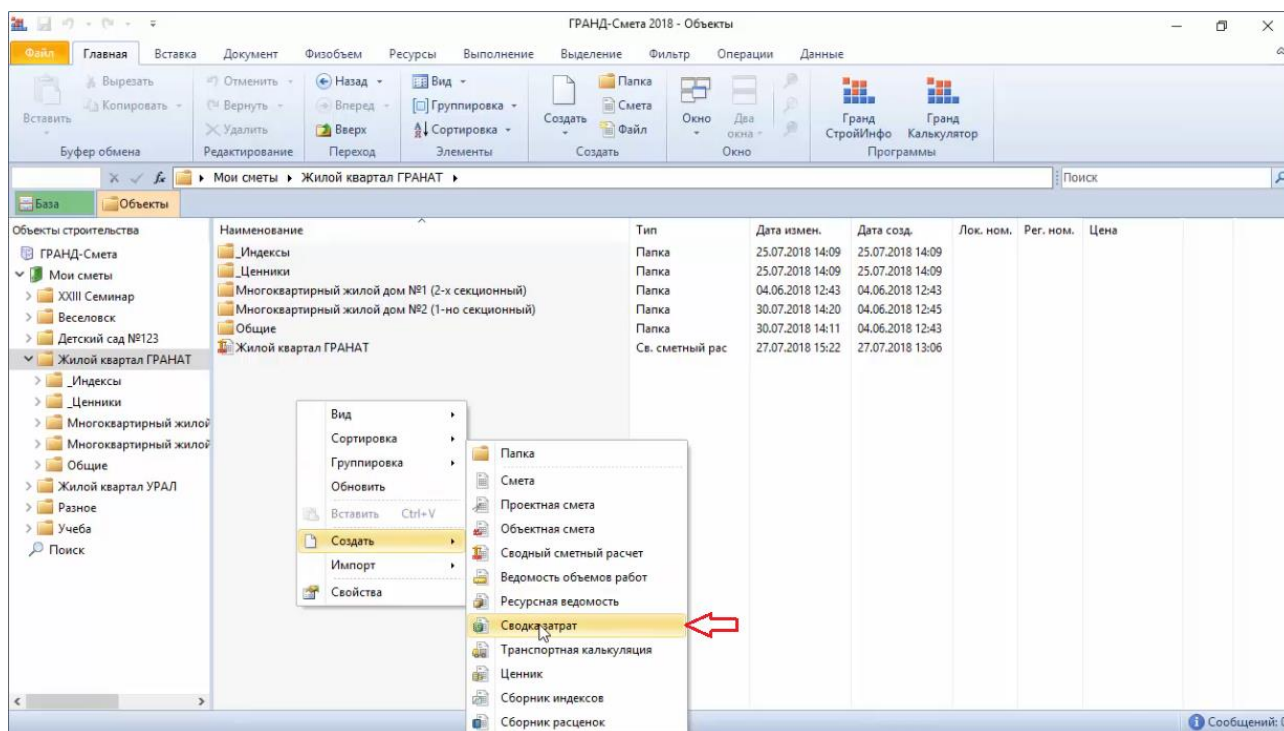 ГРАНД-Смета 2018 - Объекты
Файл Главная Вставка Документ Физобъем Ресурсы Выполнение Выделение Фильтр Операции Данные
Вставить
Вырезать
Копировать
Буфер обмена
Отменить
Вернуть
Удалить
Редактирование
Назад
Вперед
Вверх
Переход
Вид
Группировка
Сортировка
Элементы
Создать
Папка
Смета
Файл
Создать
Окно
Два окна
Окно
Гранд СтройИнфо
Гранд Калькулятор
Программы
Мои сметы Жилой квартал ГРАНАТ
Поиск
База Объекты
Объекты строительства
ГРАНД-Смета
Мои сметы
XXIII Семинар
Веселовск
Детский сад №123
Жилой квартал ГРАНАТ
_Индексы
_Ценники
Многоквартирный жилой
Многоквартирный жилой
Общие
Жилой квартал УРАЛ
Разное
Учеба
Поиск
Наименование Тип Дата измен. Дата созд. Лок. ном. Рег. ном. Цена
_Индексы Папка 25.07.2018 14:09 25.07.2018 14:09
_Ценники Папка 25.07.2018 14:09 25.07.2018 14:09
Многоквартирный жилой дом №1 (2-х секционный) Папка 04.06.2018 12:43 04.06.2018 12:43
Многоквартирный жилой дом №2 (1-но секционный) Папка 30.07.2018 14:20 04.06.2018 12:45
Общие Папка 30.07.2018 14:11 04.06.2018 12:43
Жилой квартал ГРАНАТ Св. сметный рас 27.07.2018 15:22 27.07.2018 13:06
Вид
Сортировка
Группировка
Обновить
Вставить Ctrl+V
Создать
Импорт
Свойства
Папка
Смета
Проектная смета
Объектная смета
Сводный сметный расчет
Ведомость объемов работ
Ресурсная ведомость
Сводка затрат
Транспортная калькуляция
Ценник
Сборник индексов
Сборник расценок
Сообщений: